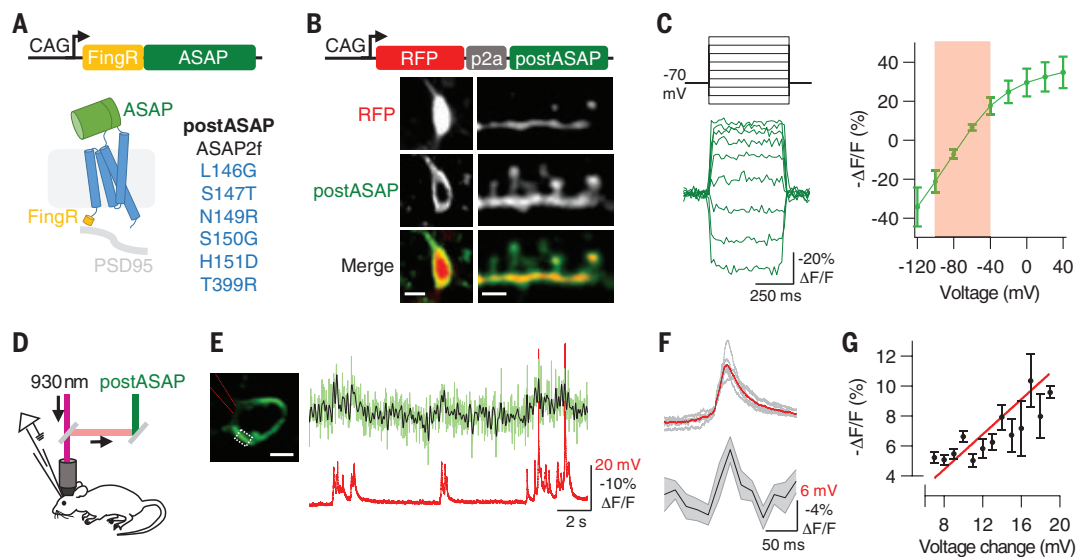 A
CAG
FingR
ASAP
ASAP
FingR
PSD95
postASAP
ASAP2f
L146G
S147T
N149R
S150G
H151D
T399R
B
CAG
RFP
p2a
postASAP
RFP
postASAP
Merge
C
-70
mV
-20%
ΔF/F
250 ms
-ΔF/F (%)
40
20
0
-20
-40
-120
-80
-40
0
40
Voltage (mV)
D
930 nm
postASAP
E
20 mV
-10%
ΔF/F
2 s
F
6 mV
-4%
ΔF/F
50 ms
G
-ΔF/F (%)
14
12
10
8
6
4
8
12
16
20
Voltage change (mV)